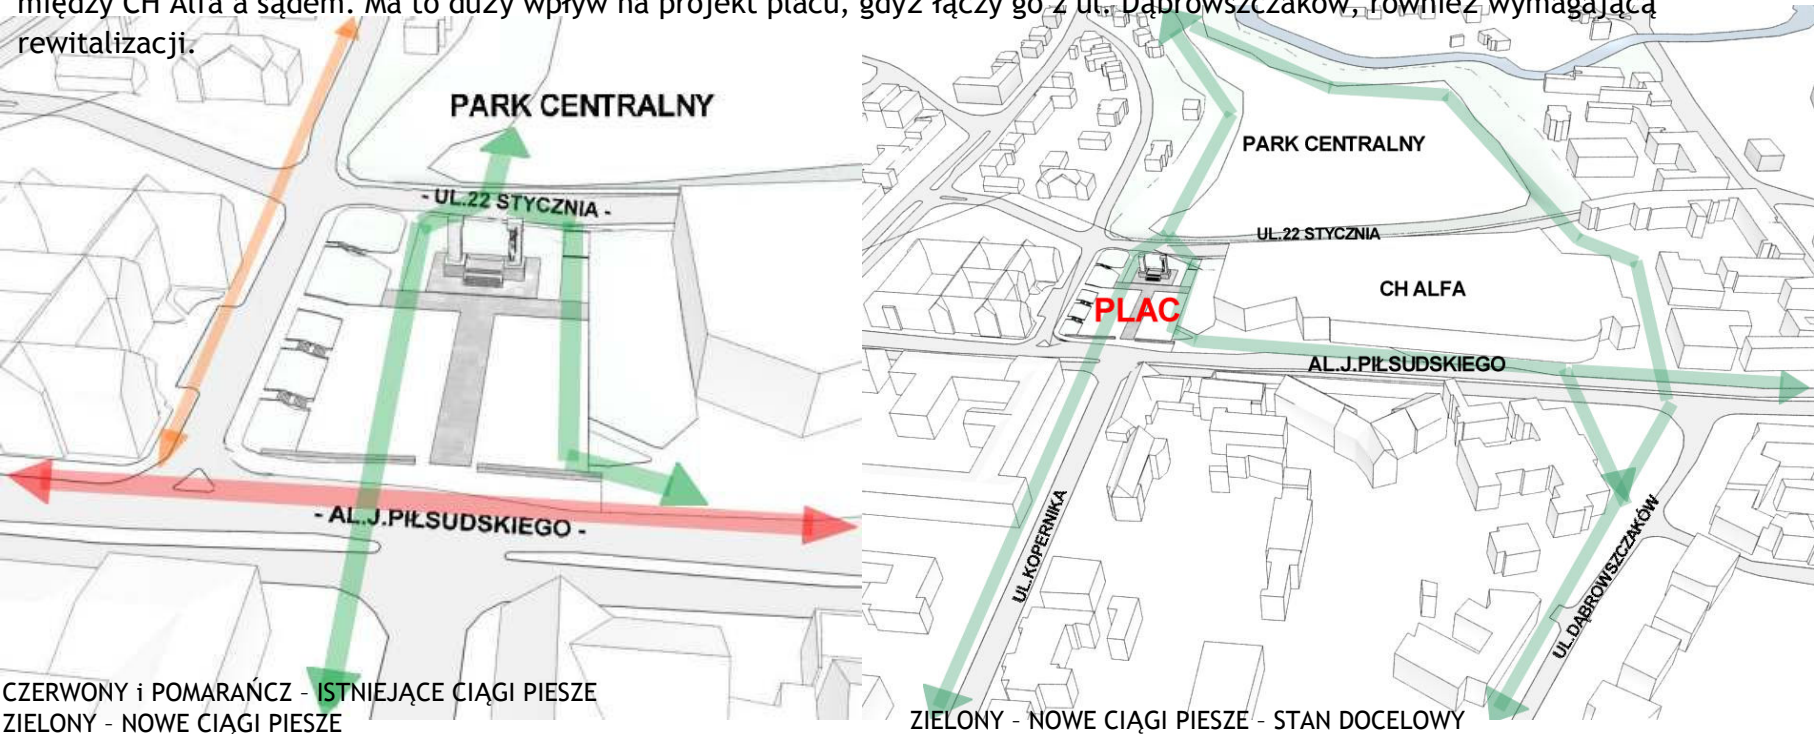 między CH Alfa a sądem. Ma to duży wpływ na projekt placu, gdyż łączy go z ul. Dąbrowszczaków, również wymagającą
rewitalizacji.
PARK CENTRALNY
- UL.22 STYCZNIA -
- AL.J.PIŁSUDSKIEGO -
CZERWONY i POMARAŃCZ – ISTNIEJĄCE CIĄGI PIESZE
ZIELONY – NOWE CIĄGI PIESZE
PARK CENTRALNY
UL.22 STYCZNIA
CH ALFA
PLAC
AL.J.PIŁSUDSKIEGO
UL.KOPERNIKA
UL.DĄBROWSZCZAKÓW
ZIELONY – NOWE CIĄGI PIESZE – STAN DOCELOWY